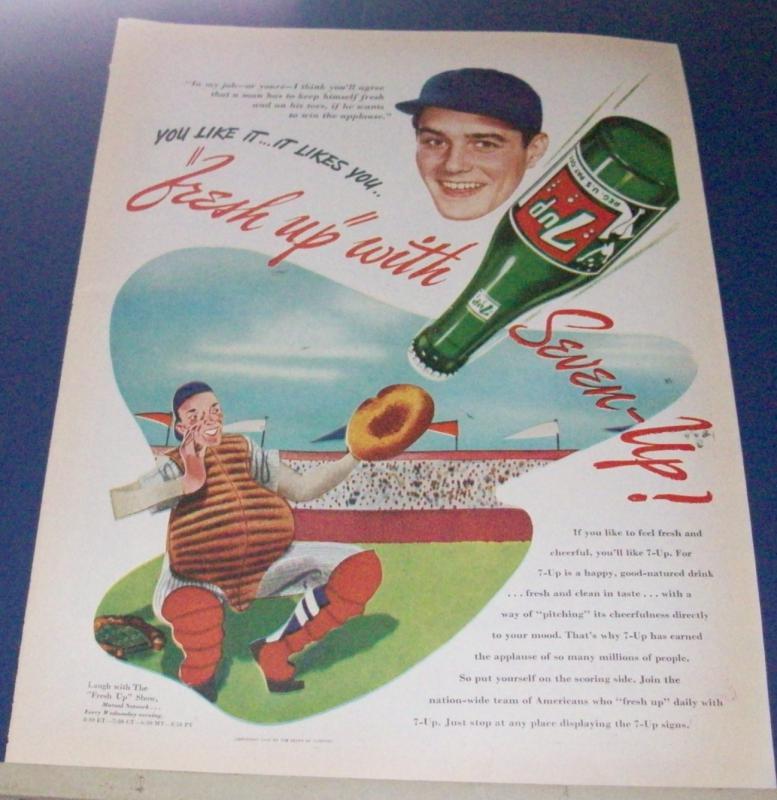 "In my job—or yours—I think you'll agree
that a man has to keep himself fresh
and on his toes, if he wants
to win the applause."
YOU LIKE IT...IT LIKES YOU..
"fresh up" with
Seven-Up!
7up
REG. U.S. PAT. OFF.
7up
If you like to feel fresh and
cheerful, you'll like 7-Up. For
7-Up is a happy, good-natured drink
...fresh and clean in taste...with a
way of "pitching" its cheerfulness directly
to your mood. That's why 7-Up has earned
the applause of so many millions of people.
So put yourself on the scoring side. Join the
nation-wide team of Americans who "fresh up" daily with
7-Up. Just stop at any place displaying the 7-Up signs.
Laugh with The
"Fresh Up" Show,
Mutual Network...
Every Wednesday evening,